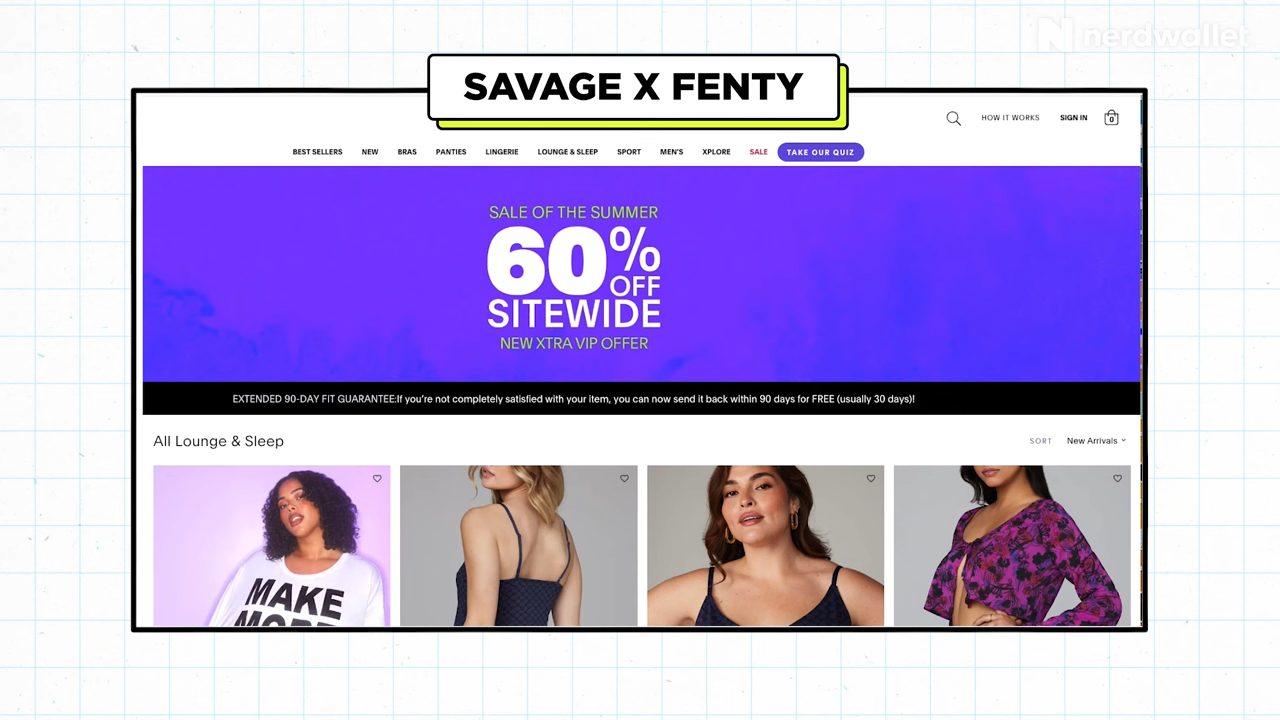 nerdwallet
SAVAGE X FENTY
HOW IT WORKS
SIGN IN
0
BEST SELLERS NEW BRAS PANTIES LINGERIE LOUNGE & SLEEP SPORT MEN'S XPLORE SALE TAKE OUR QUIZ
SALE OF THE SUMMER
60%
OFF
SITEWIDE
NEW XTRA VIP OFFER
EXTENDED 90-DAY FIT GUARANTEE:If you're not completely satisfied with your item, you can now send it back within 90 days for FREE (usually 30 days)!
All Lounge & Sleep
SORT New Arrivals
MAKE
MORE